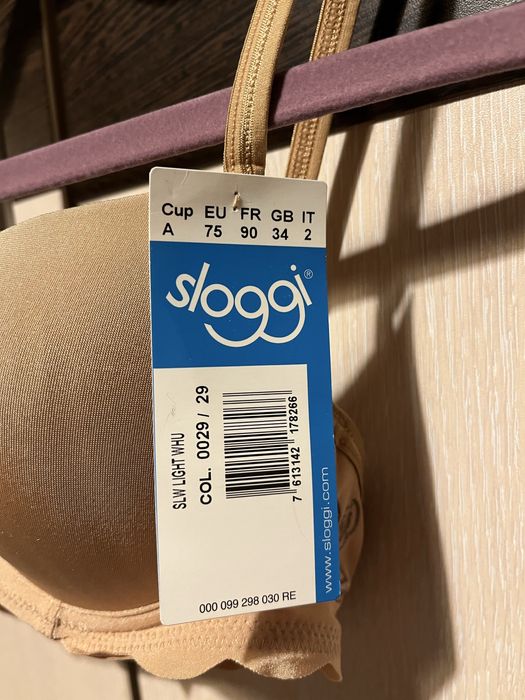 Cup EU FR GB IT
A 75 90 34 2
sloggi®
SLW LIGHT WHU
COL. 0029 / 29
7 613142 178266
www.sloggi.com
000 099 298 030 RE